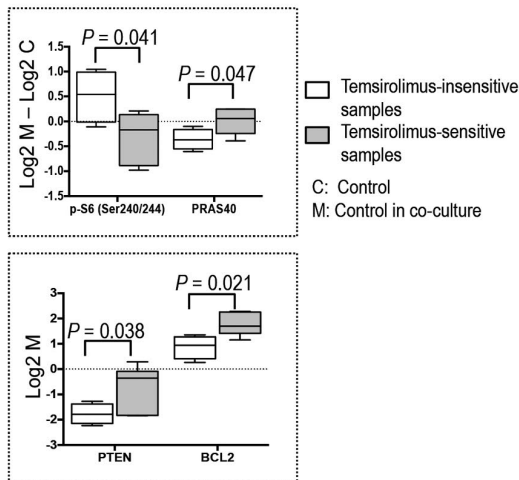 P = 0.041
P = 0.047
Log2 M – Log2 C
1.5
1.0
0.5
0.0
-0.5
-1.0
-1.5
p-S6 (Ser240/244) PRAS40
Temsirolimus-insensitive
samples
Temsirolimus-sensitive
samples
C: Control
M: Control in co-culture
P = 0.021
P = 0.038
Log2 M
3
2
1
0
-1
-2
-3
PTEN BCL2